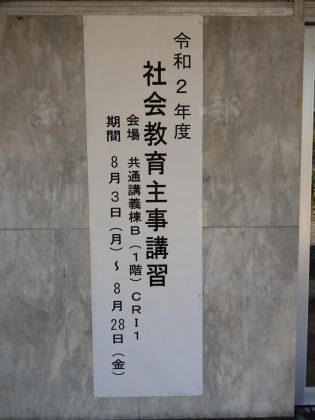 令和2年度
社会教育主事講習
会場 共通講義棟B(1階)CRI1
期間 8月3日(月)~8月28日(金)